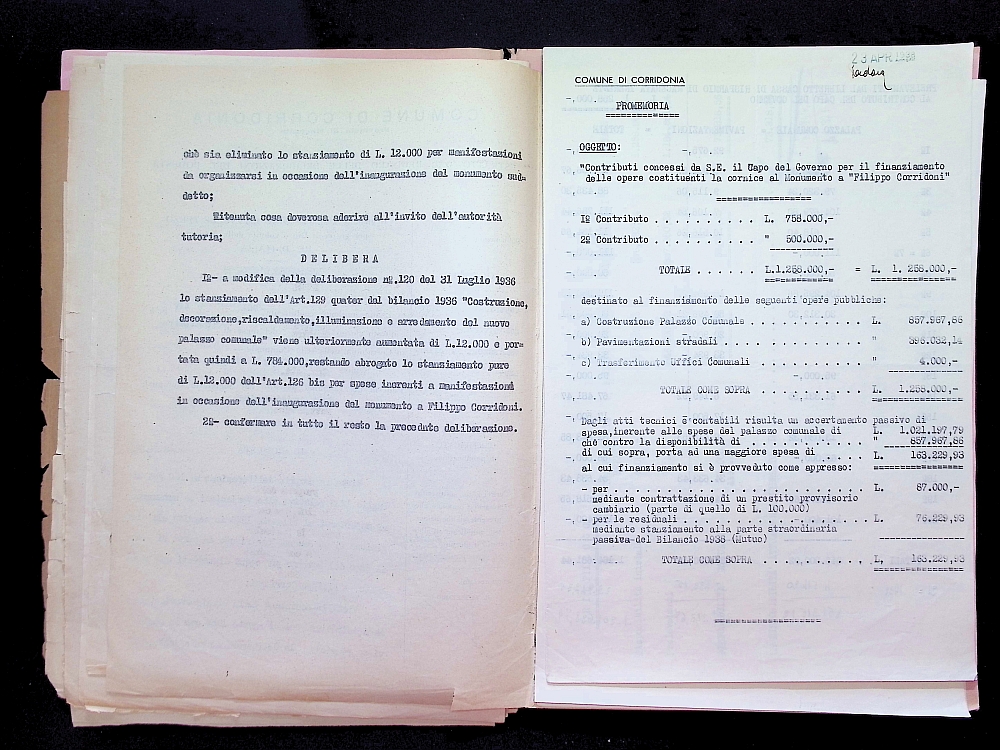 chè sia eliminato lo stanziamento di L. 12.000 per manifestazioni
da organizzarsi in occasione dell'inaugurazione del monumento sud-
detto;
Ritenuta cosa doverosa aderire all'invito dell'autorità
tutoria;
DELIBERA
Iº- a modifica della deliberazione nº.120 del 31 Luglio 1936
lo stanziamento dell'Art.129 quater del bilancio 1936 "Costruzione,
decorazione,riscaldamento,illuminazione e arredamento del nuovo
palazzo comunale" viene ulteriormente aumentata di L.12.000 e por-
tata quindi a L. 784.000,restando abrogato lo stanziamento pure
di L.12.000 dell'Art.126 bis per spese inerenti a manifestazioni
in occasione dell'inaugurazione del monumento a Filippo Corridoni.
2º- confermare in tutto il resto la precedute deliberazione.
23 APR 1938
COMUNE DI CORRIDONIA
PROMEMORIA
OGGETTO:
"Contributi concessi da S.E. il Capo del Governo per il finanziamento
delle opere costituenti la cornice al Monumento a "Filippo Corridoni"
Iº Contributo . . . . . . . . . . L. 758.000,-
2º Contributo . . . . . . . . . . " 500.000,-
TOTALE . . . . . . L.1.258.000,- = L. 1. 258.000,-
destinato al finanziamento delle seguenti opere pubbliche:
a) Costruzione Palazzo Comunale . . . . . . . . . . . L. 857.967,86
b) Pavimentazioni stradali . . . . . . . . . . . . " 396.032,14
c) Trasferimento Uffici Comunali . . . . . . . . . . " 4.000,-
TOTALE COME SOPRA . . . . . . . . . . L. 1.258.000,-
Dagli atti tecnici e contabili risulta un accertamento passivo di
spesa,inerente alle spese del palazzo comunale di L. 1.021.197,79
che contro la disponibilità di . . . . . . . . . . . " 857.967,86
di cui sopra, porta ad una maggiore spesa di . . . . . L. 163.229,93
al cui finanziamento si è provveduto come appresso:
- per . . . . . . . . . . . . . . . . . . . . . . . L. 87.000,-
mediante contrattazione di un prestito provvisorio
cambiario (parte di quello di L. 100.000)
- per le residuali . . . . . . . . . . . . . . . . . L. 76.229,93
mediante stanziamento alla parte straordinaria
passiva del Bilancio 1938 (Mutuo)
TOTALE COME SOPRA . . . . . . . . . . L. 163.229,93